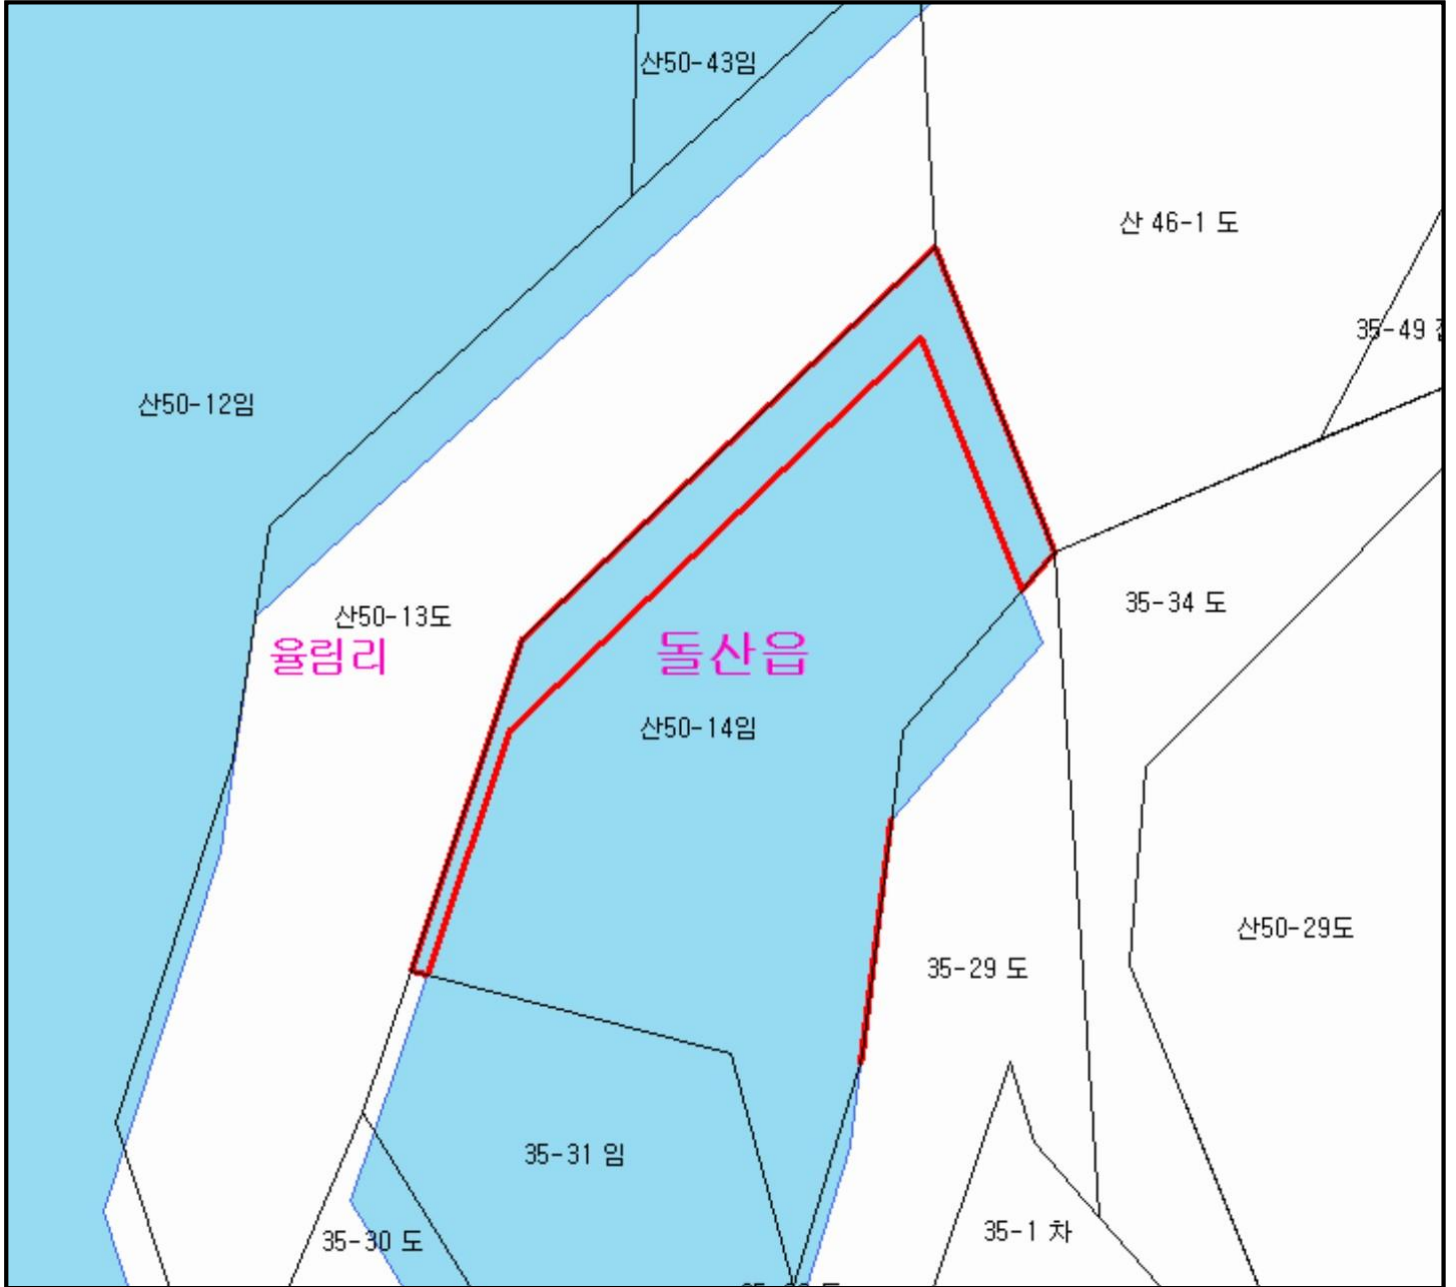 산50-43임
산 46-1 도
35-49
산50-12임
35-34 도
산50-13도
율림리
돌산읍
산50-14임
산50-29도
35-29 도
35-31 임
35-1 차
35-30 도